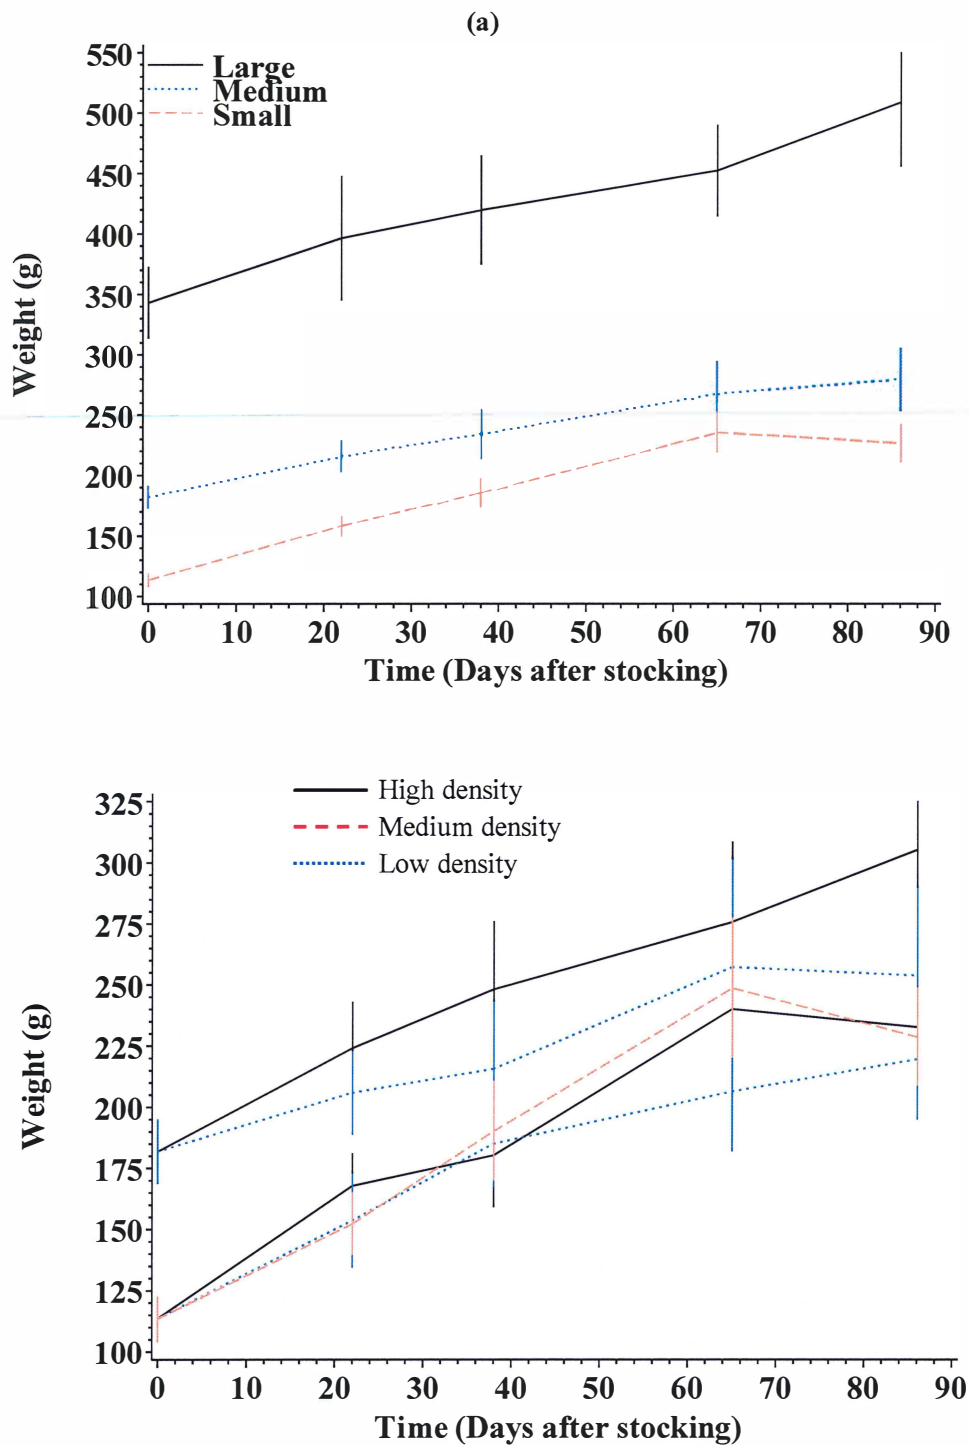 (a)
550
Large
Medium
Small
500
450
400
350
300
250
200
150
100
Weight (g)
0 10 20 30 40 50 60 70 80 90
Time (Days after stocking)
High density
Medium density
Low density
325
300
275
250
225
200
175
150
125
100
Weight (g)
0 10 20 30 40 50 60 70 80 90
Time (Days after stocking)